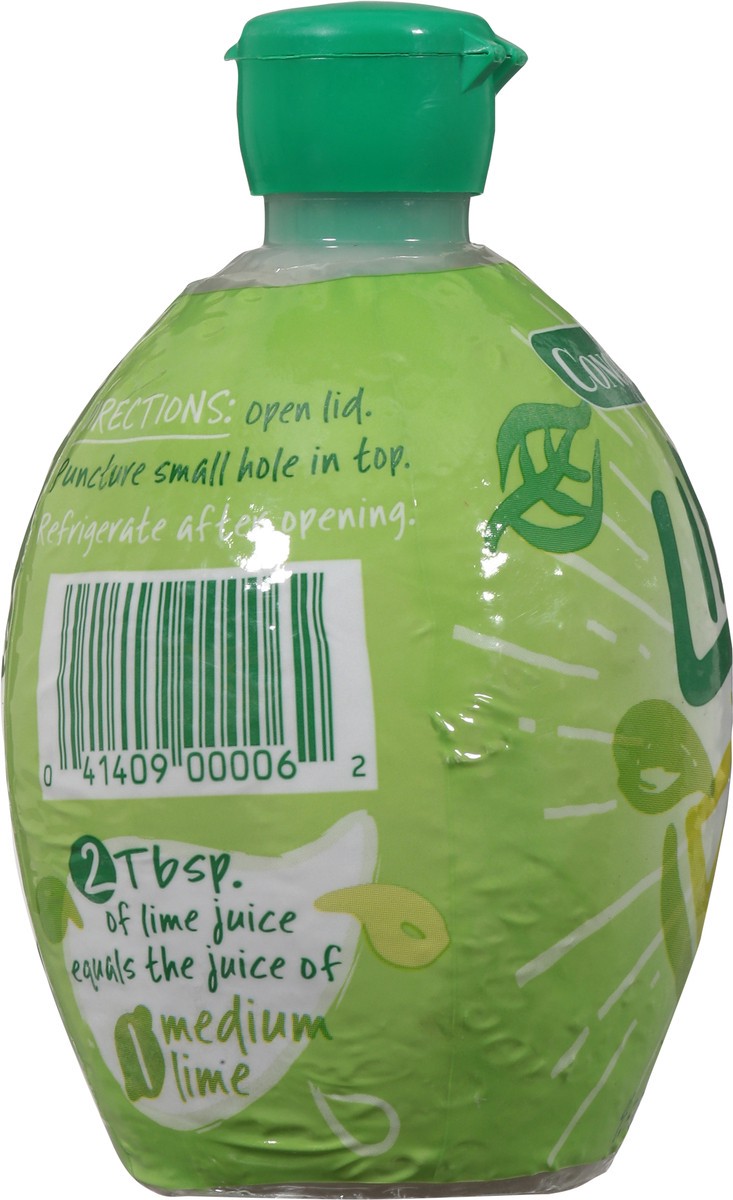 RECTIONS: open lid.
Puncture small hole in top.
Refrigerate after opening.
0 41409 00006 2
2 Tbsp.
of lime juice
equals the juice of
1 medium
lime
CON